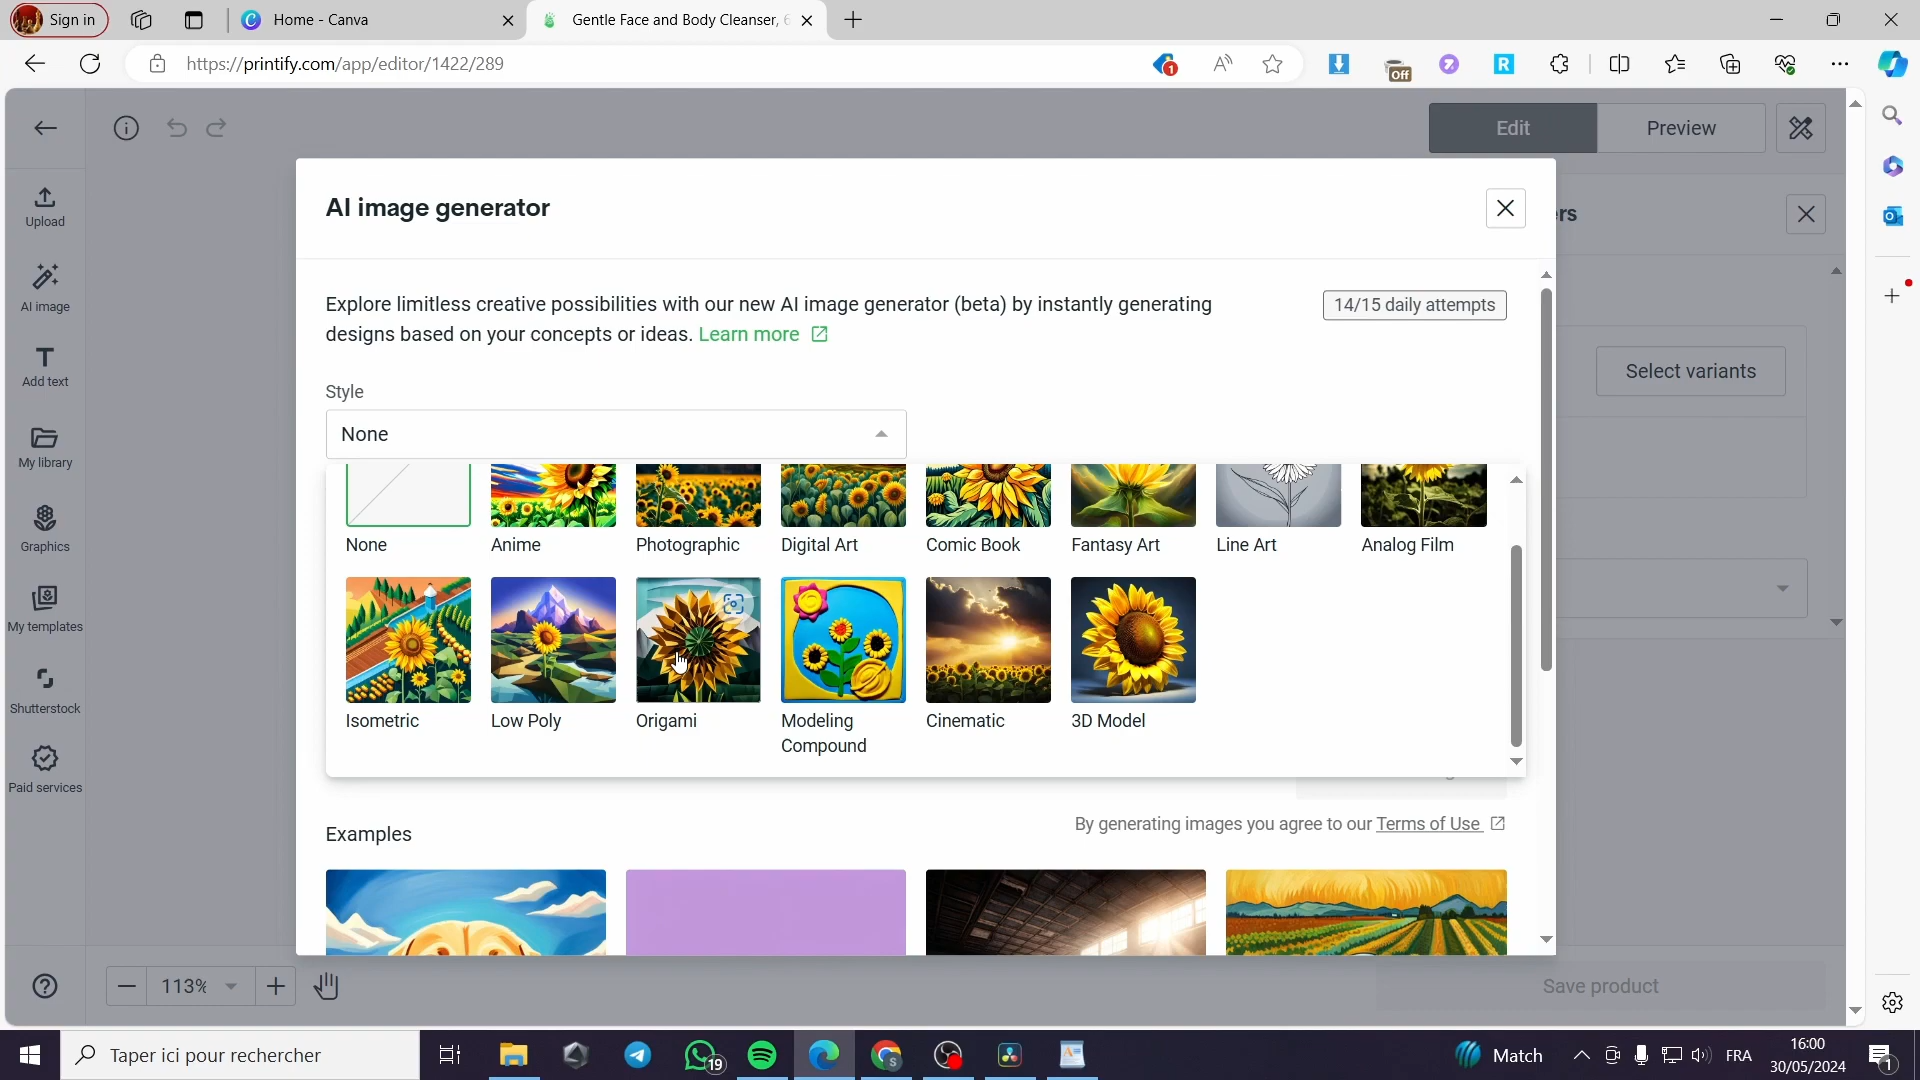 Sign in
Home - Canva
Gentle Face and Body Cleanser, 6
https://printify.com/app/editor/1422/289
1
Off
R
Edit
Preview
Upload
AI image
Add text
My library
Graphics
My templates
Shutterstock
Paid services
AI image generator
Explore limitless creative possibilities with our new AI image generator (beta) by instantly generating
designs based on your concepts or ideas. Learn more
14/15 daily attempts
Select variants
Style
None
None
Anime
Photographic
Digital Art
Comic Book
Fantasy Art
Line Art
Analog Film
Isometric
Low Poly
Origami
Modeling
Compound
Cinematic
3D Model
Examples
By generating images you agree to our Terms of Use
113%
Save product
Taper ici pour rechercher
19
Match
FRA
16:00
30/05/2024
1